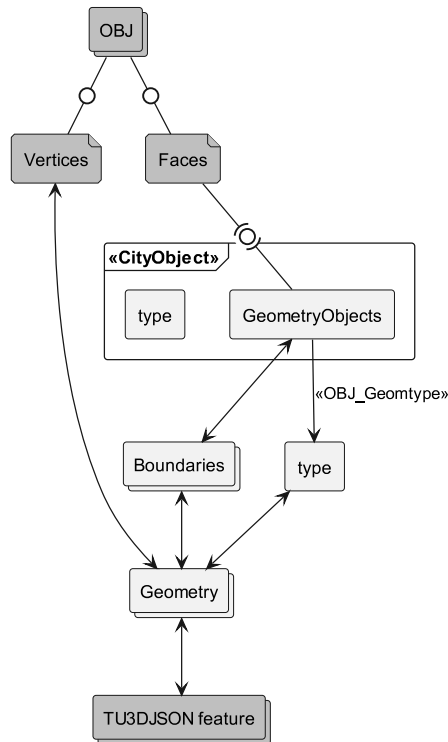 OBJ
Vertices
Faces
«CityObject»
type
GeometryObjects
«OBJ_Geomtype»
Boundaries
type
Geometry
TU3DJSON feature